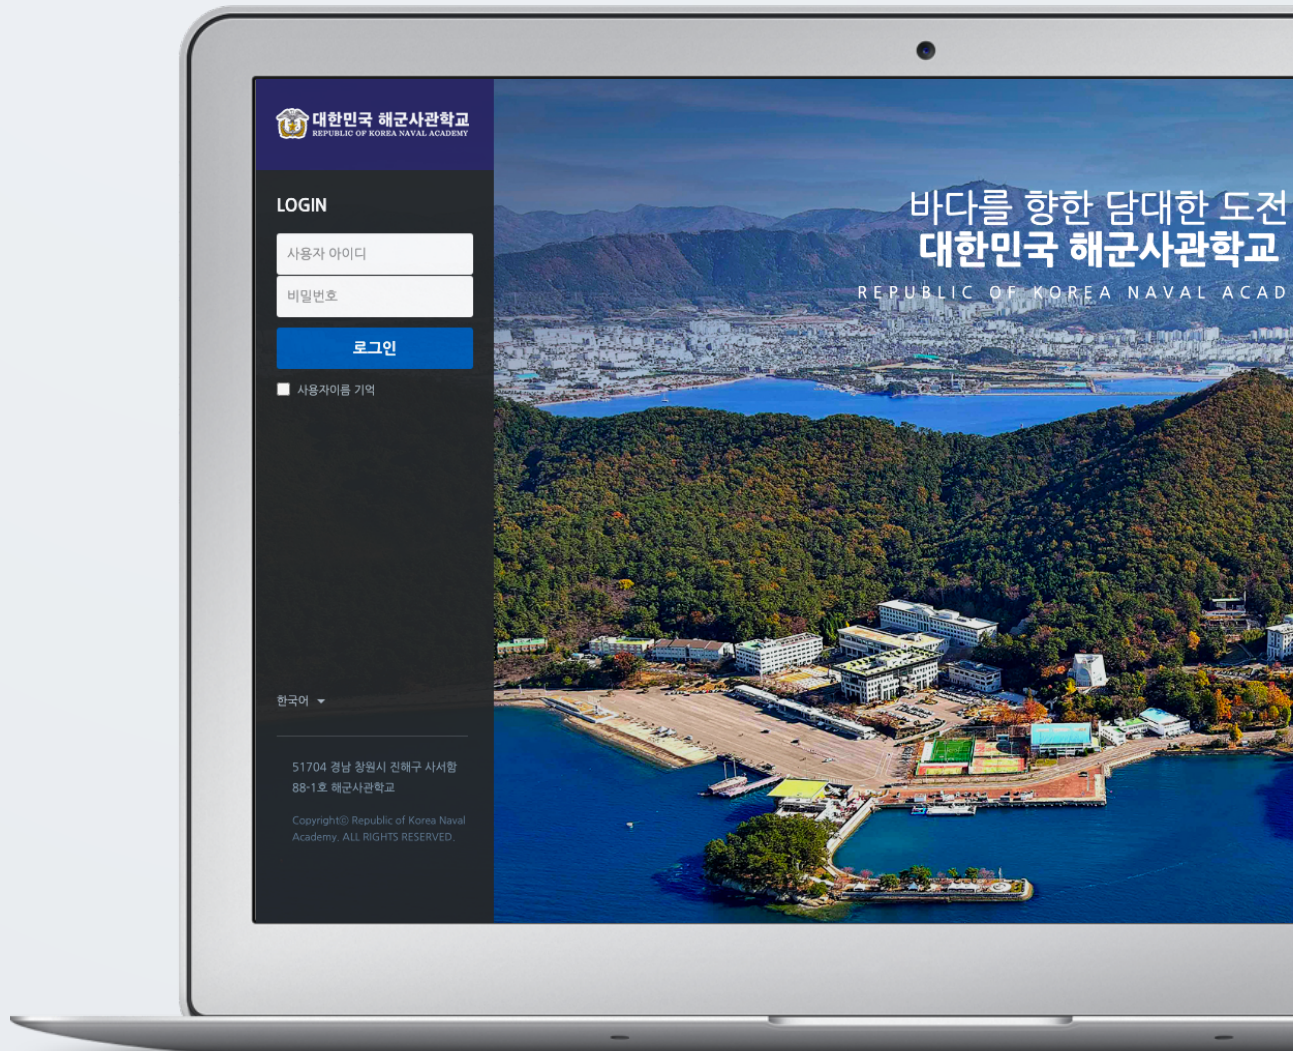 대한민국 해군사관학교
REPUBLIC OF KOREA NAVAL ACADEMY
LOGIN
사용자 아이디
비밀번호
로그인
사용자이름 기억
한국어
51704 경남 창원시 진해구 사서함
88-1호 해군사관학교
Copyright© Republic of Korea Naval
Academy. ALL RIGHTS RESERVED.
바다를 향한 담대한 도전
대한민국 해군사관학교
REPUBLIC OF KOREA NAVAL ACAD